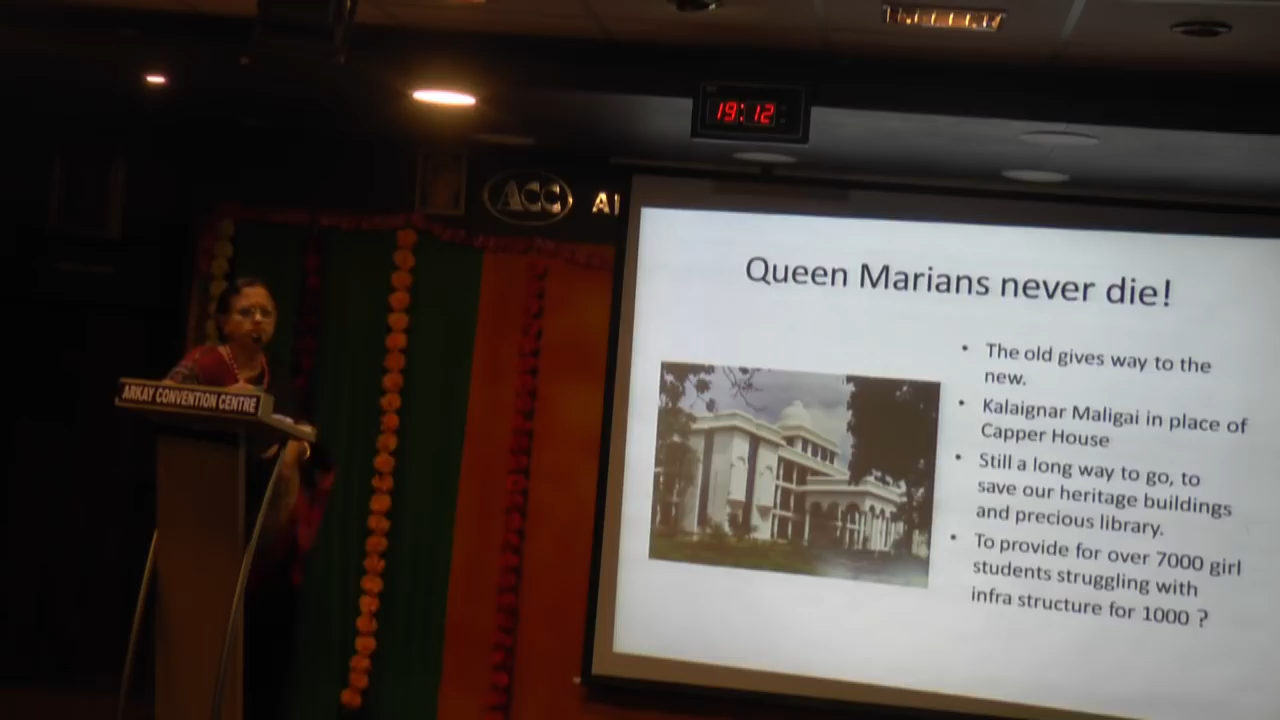 19:12
ACC
Queen Marians never die!
• The old gives way to the
new.
• Kalaignar Maligai in place of
Capper House
• Still a long way to go, to
save our heritage buildings
and precious library.
• To provide for over 7000 girl
students struggling with
infra structure for 1000 ?
ARKAY CONVENTION CENTRE